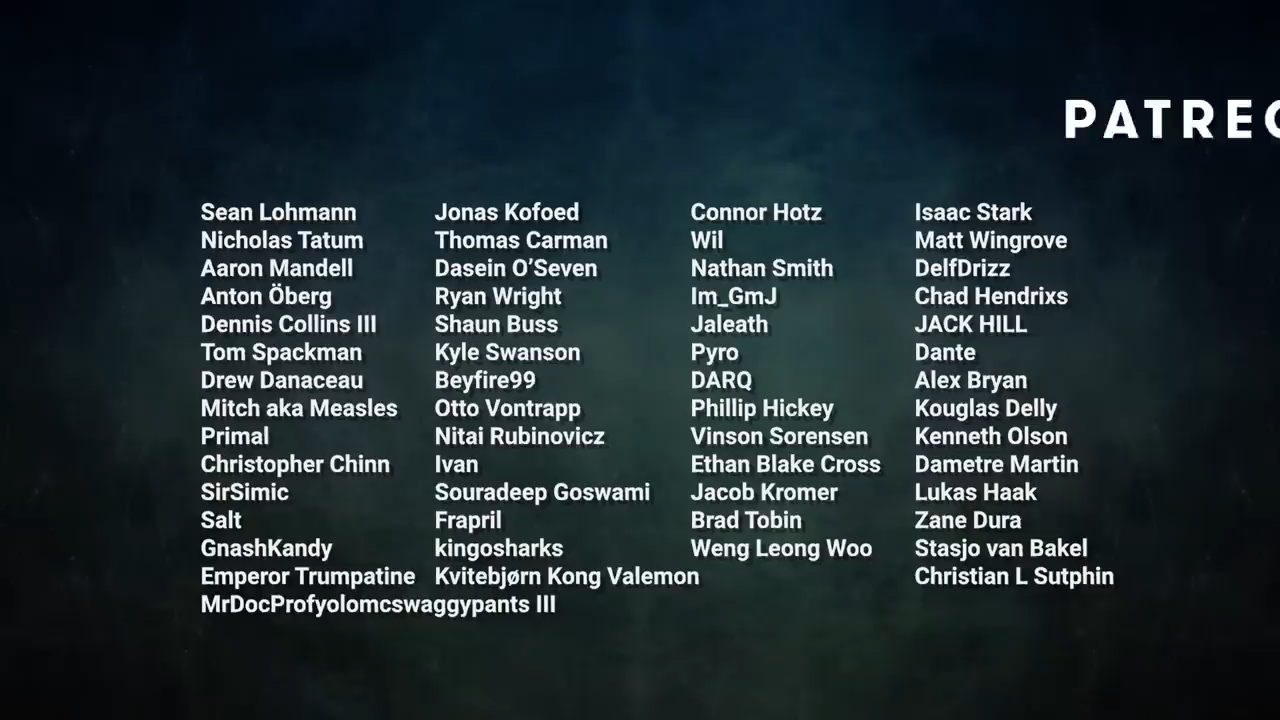 PATREO
Sean Lohmann
Nicholas Tatum
Aaron Mandell
Anton Öberg
Dennis Collins III
Tom Spackman
Drew Danaceau
Mitch aka Measles
Primal
Christopher Chinn
SirSimic
Salt
GnashKandy
Emperor Trumpatine
MrDocProfyolomcswaggypants III
Jonas Kofoed
Thomas Carman
Dasein O’Seven
Ryan Wright
Shaun Buss
Kyle Swanson
Beyfire99
Otto Vontrapp
Nitai Rubinovicz
Ivan
Souradeep Goswami
Frapril
kingosharks
Kvitebjørn Kong Valemon
Connor Hotz
Wil
Nathan Smith
Im_GmJ
Jaleath
Pyro
DARQ
Phillip Hickey
Vinson Sorensen
Ethan Blake Cross
Jacob Kromer
Brad Tobin
Weng Leong Woo
Isaac Stark
Matt Wingrove
DelfDrizz
Chad Hendrixs
JACK HILL
Dante
Alex Bryan
Kouglas Delly
Kenneth Olson
Dametre Martin
Lukas Haak
Zane Dura
Stasjo van Bakel
Christian L Sutphin